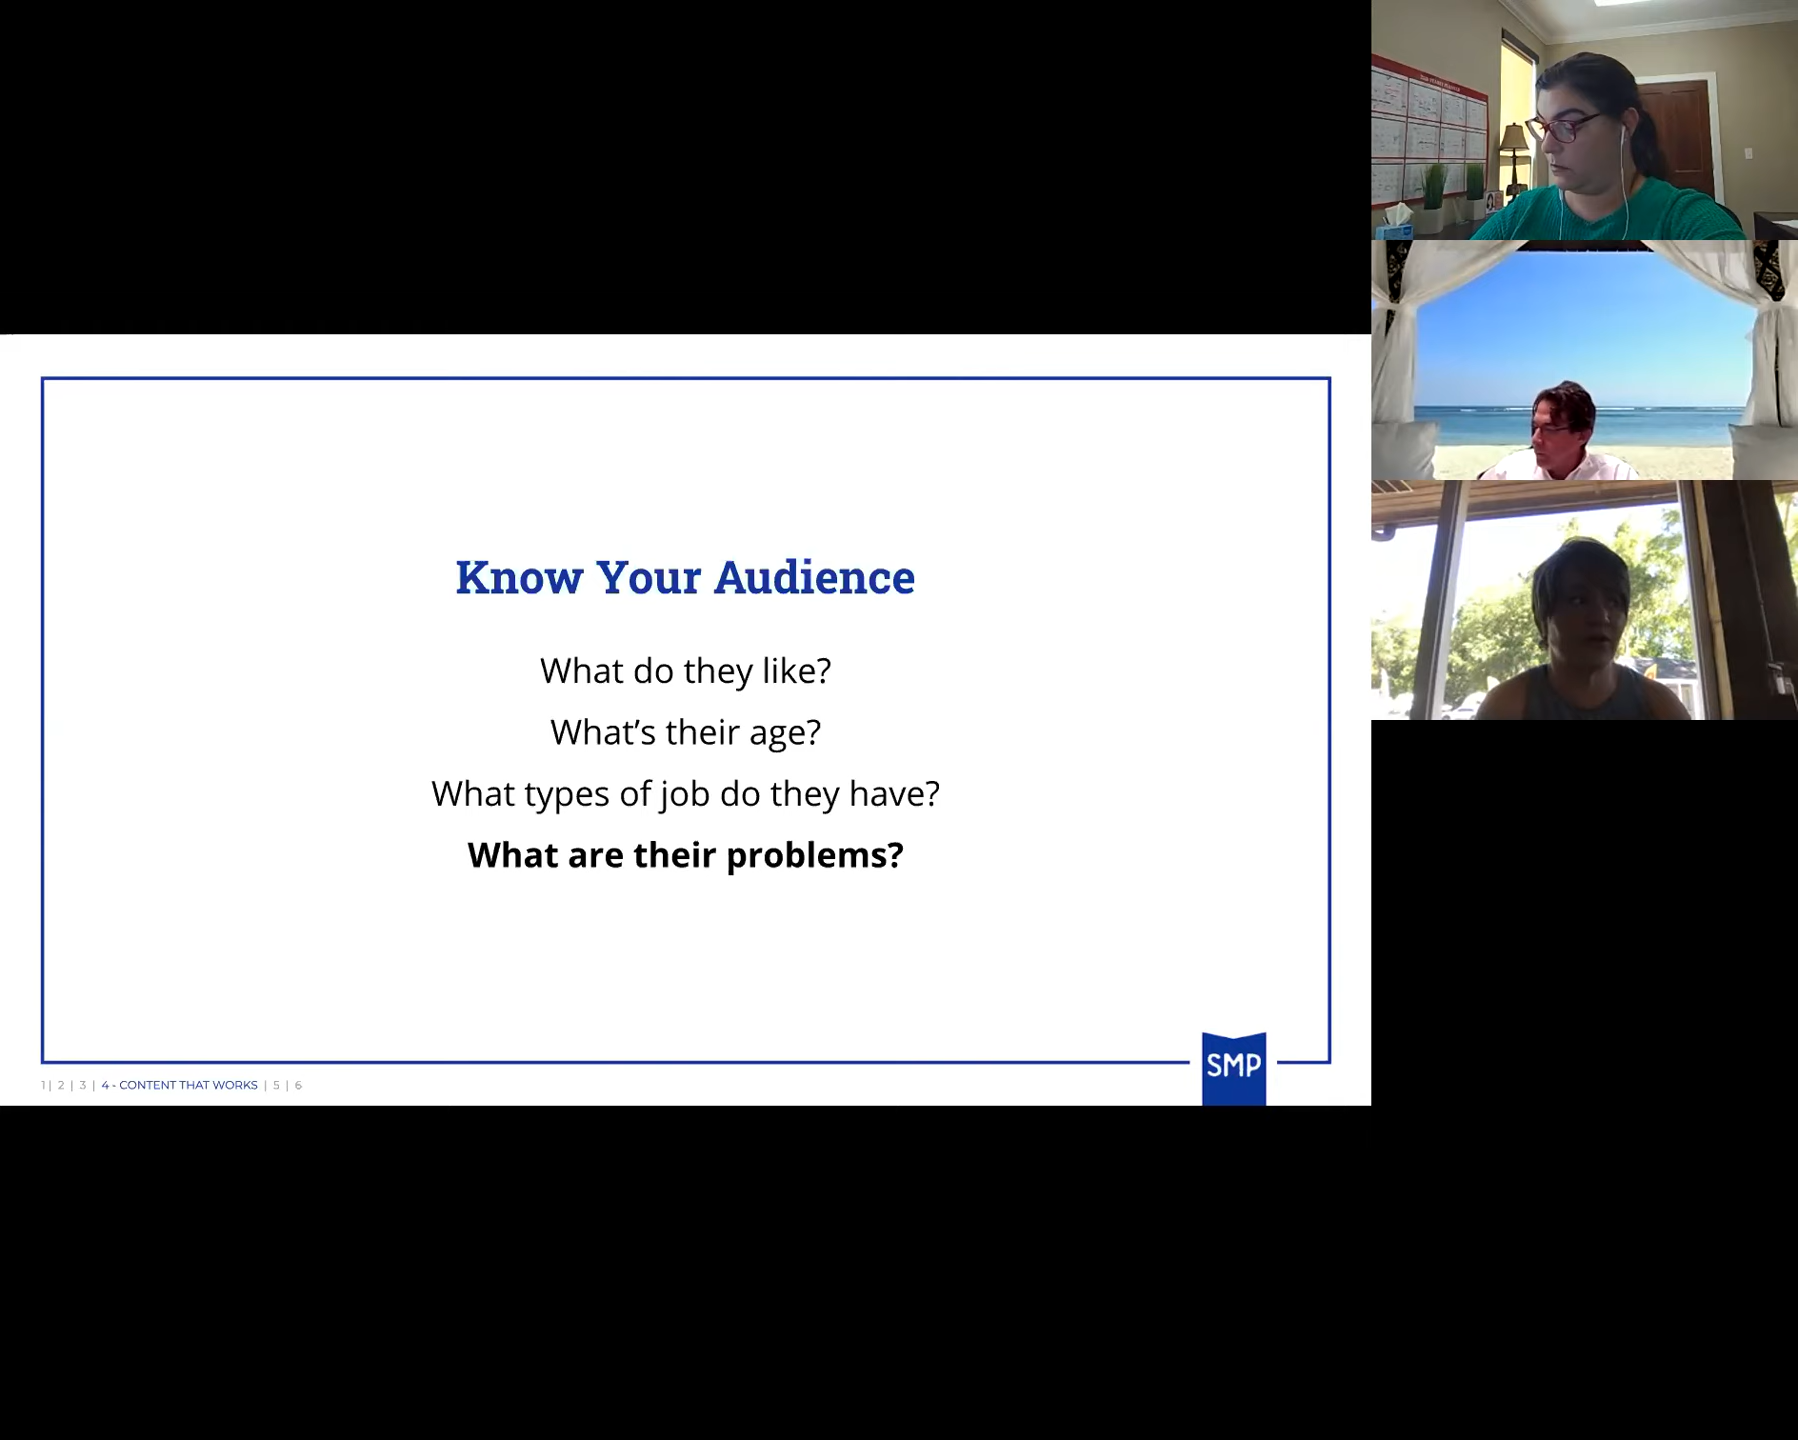 Know Your Audience
What do they like?
What's their age?
What types of job do they have?
What are their problems?
SMP
1 | 2 | 3 | 4 - CONTENT THAT WORKS | 5 | 6